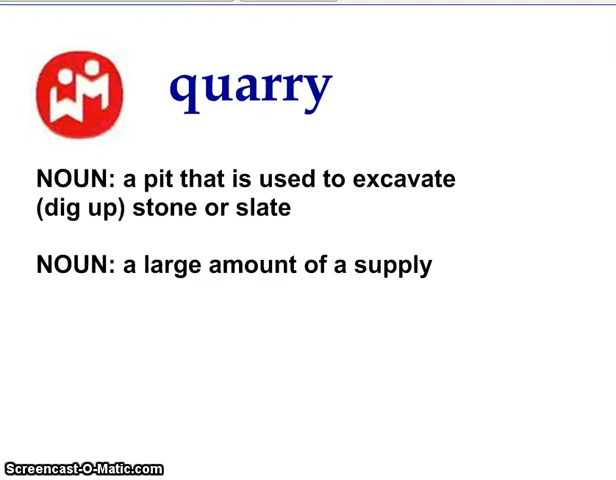 quarry
NOUN: a pit that is used to excavate
(dig up) stone or slate
NOUN: a large amount of a supply
Screencast-O-Matic.com